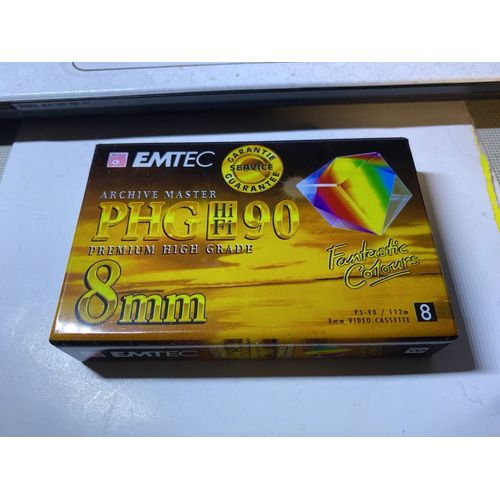 EMTEC
GARANTIE
SERVICE
GUARANTEE
ARCHIVE MASTER
PHG HiFi 90
PREMIUM HIGH GRADE
Fantastic
Colours
8mm
P5-90 / 112m
8mm VIDEO CASSETTE
8
EMTEC